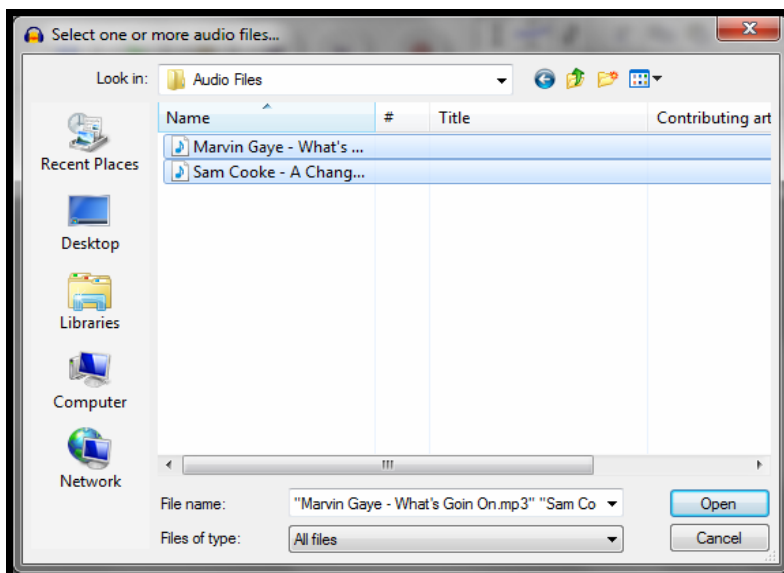 Select one or more audio files...
Look in: Audio Files
Name # Title Contributing art
Marvin Gaye - What's ...
Sam Cooke - A Chang...
Recent Places
Desktop
Libraries
Computer
Network
File name: "Marvin Gaye - What's Goin On.mp3" "Sam Co Open
Files of type: All files Cancel